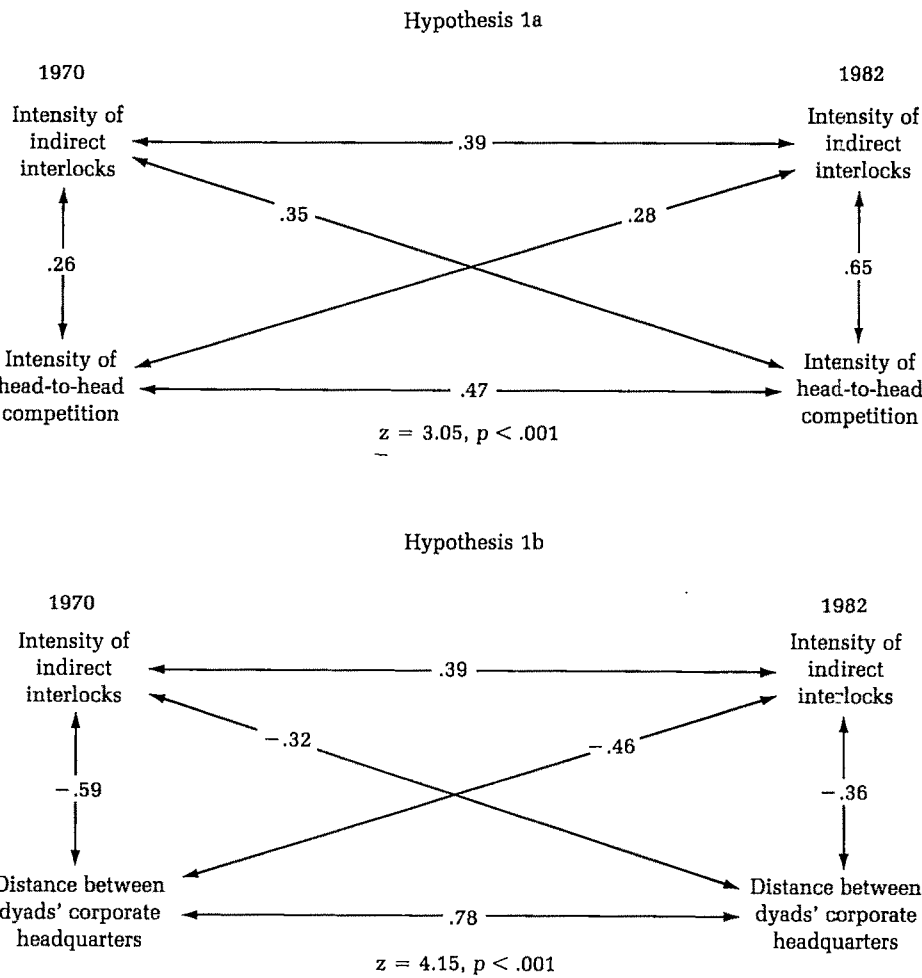 Hypothesis 1a
1970
1982
Intensity of
indirect
interlocks
Intensity of
indirect
interlocks
.39
.35
.28
.26
.65
Intensity of
head-to-head
competition
Intensity of
head-to-head
competition
.47
z = 3.05, p < .001
Hypothesis 1b
1970
1982
Intensity of
indirect
interlocks
Intensity of
indirect
interlocks
.39
−.32
−.46
−.59
−.36
Distance between
dyads' corporate
headquarters
Distance between
dyads' corporate
headquarters
.78
z = 4.15, p < .001